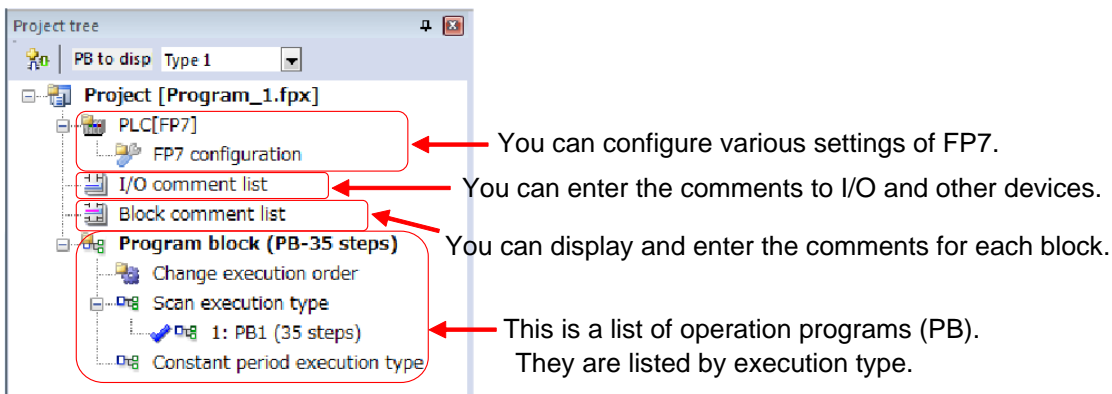 Project tree
PB to disp Type 1
Project [Program_1.fpx]
PLC[FP7]
FP7 configuration
You can configure various settings of FP7.
I/O comment list
You can enter the comments to I/O and other devices.
Block comment list
Program block (PB-35 steps)
You can display and enter the comments for each block.
Change execution order
Scan execution type
1: PB1 (35 steps)
This is a list of operation programs (PB).
They are listed by execution type.
Constant period execution type